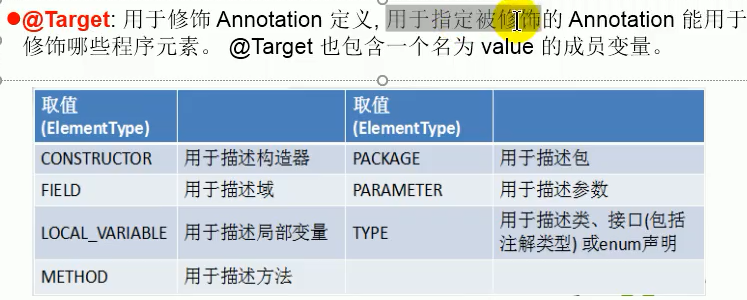 ●@Target: 用于修饰 Annotation 定义, 用于指定被修饰的 Annotation 能用于
修饰哪些程序元素。 @Target 也包含一个名为 value 的成员变量。
取值 取值
(ElementType) (ElementType)
CONSTRUCTOR 用于描述构造器 PACKAGE 用于描述包
FIELD 用于描述域 PARAMETER 用于描述参数
LOCAL_VARIABLE 用于描述局部变量 TYPE 用于描述类、接口(包括
注解类型) 或enum声明
METHOD 用于描述方法